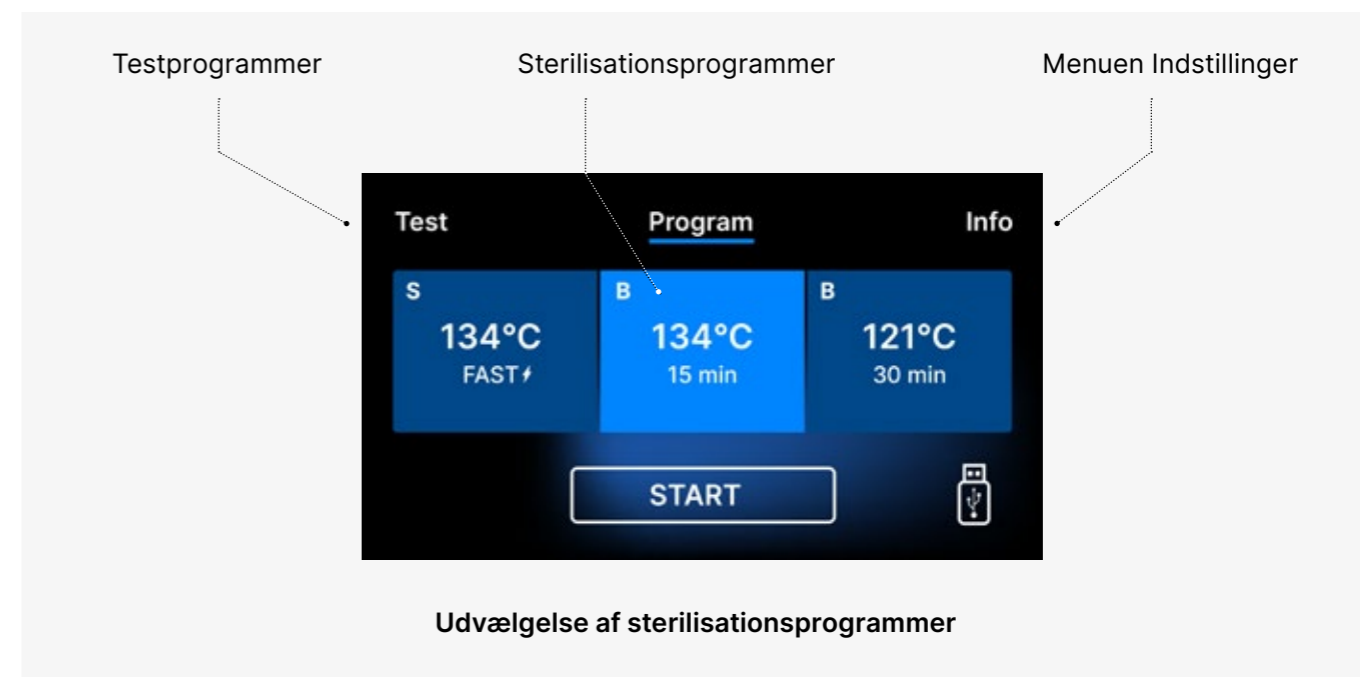 Testprogrammer
Sterilisationsprogrammer
Menuen Indstillinger
Test
Program
Info
S
134°C
FAST
B
134°C
15 min
B
121°C
30 min
START
Udvælgelse af sterilisationsprogrammer